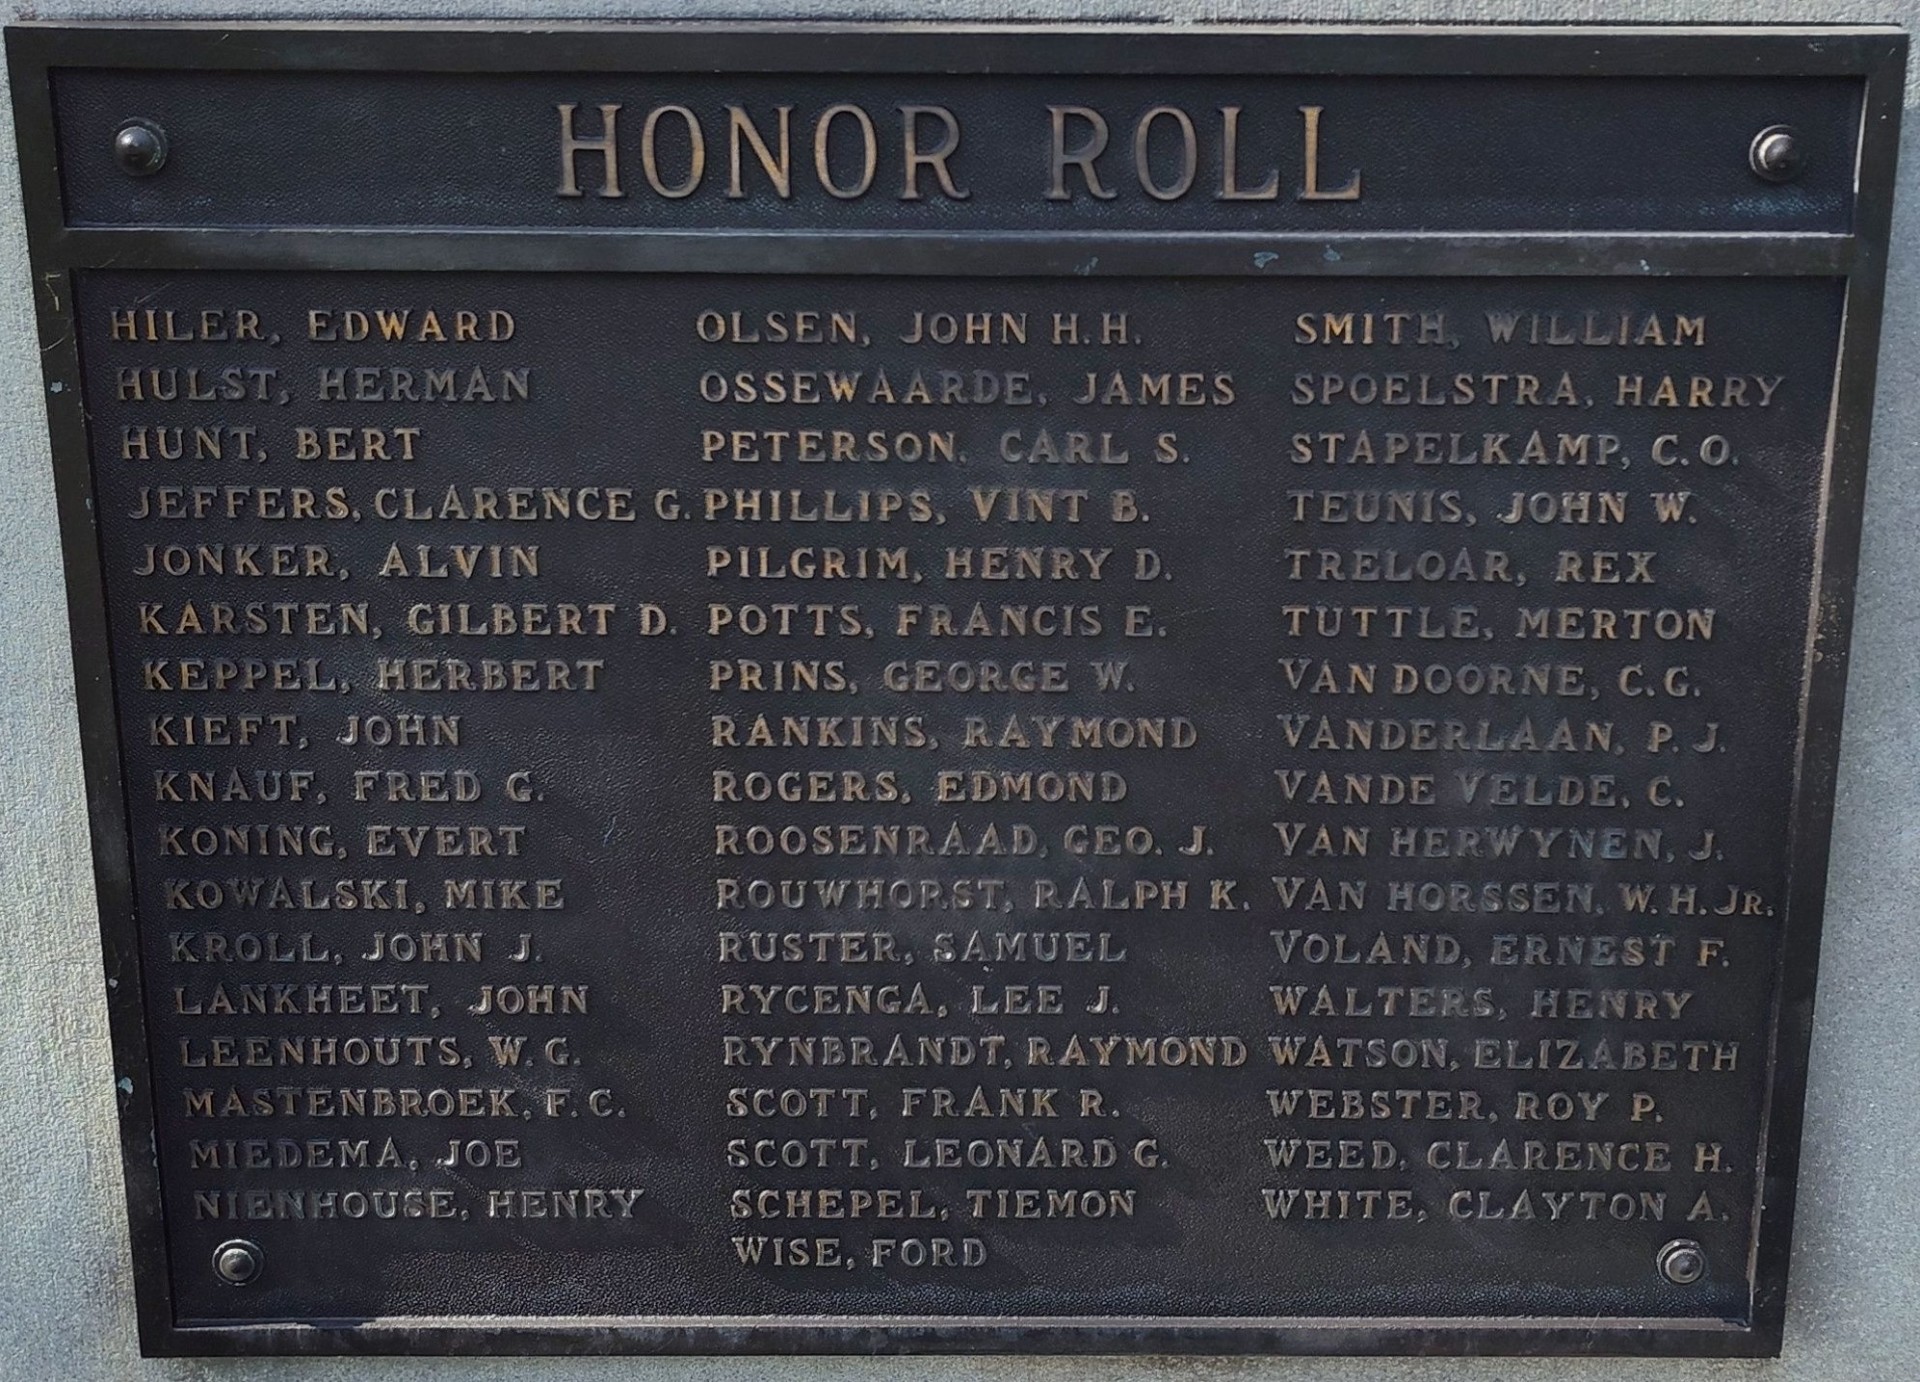 HONOR ROLL
HILER, EDWARD
HULST, HERMAN
HUNT, BERT
JEFFERS, CLARENCE G.
JONKER, ALVIN
KARSTEN, GILBERT D.
KEPPEL, HERBERT
KIEFT, JOHN
KNAUF, FRED G.
KONING, EVERT
KOWALSKI, MIKE
KROLL, JOHN J.
LANKHEET, JOHN
LEENHOUTS, W. G.
MASTENBROEK, F. C.
MIEDEMA, JOE
NIENHOUSE, HENRY
OLSEN, JOHN H. H.
OSSEWAARDE, JAMES
PETERSON, CARL S.
PHILLIPS, VINT B.
PILGRIM, HENRY D.
POTTS, FRANCIS E.
PRINS, GEORGE W.
RANKINS, RAYMOND
ROGERS, EDMOND
ROOSENRAAD, GEO. J.
ROUWHORST, RALPH K.
RUSTER, SAMUEL
RYCENGA, LEE J.
RYNBRANDT, RAYMOND
SCOTT, FRANK R.
SCOTT, LEONARD G.
SCHEPEL, TIEMON
WISE, FORD
SMITH, WILLIAM
SPOELSTRA, HARRY
STAPELKAMP, C. O.
TEUNIS, JOHN W.
TRELOAR, REX
TUTTLE, MERTON
VAN DOORNE, C. G.
VANDERLAAN, P. J.
VANDE VELDE, C.
VAN HERWYNEN, J.
VAN HORSSEN, W. H. JR.
VOLAND, ERNEST F.
WALTERS, HENRY
WATSON, ELIZABETH
WEBSTER, ROY P.
WEED, CLARENCE H.
WHITE, CLAYTON A.